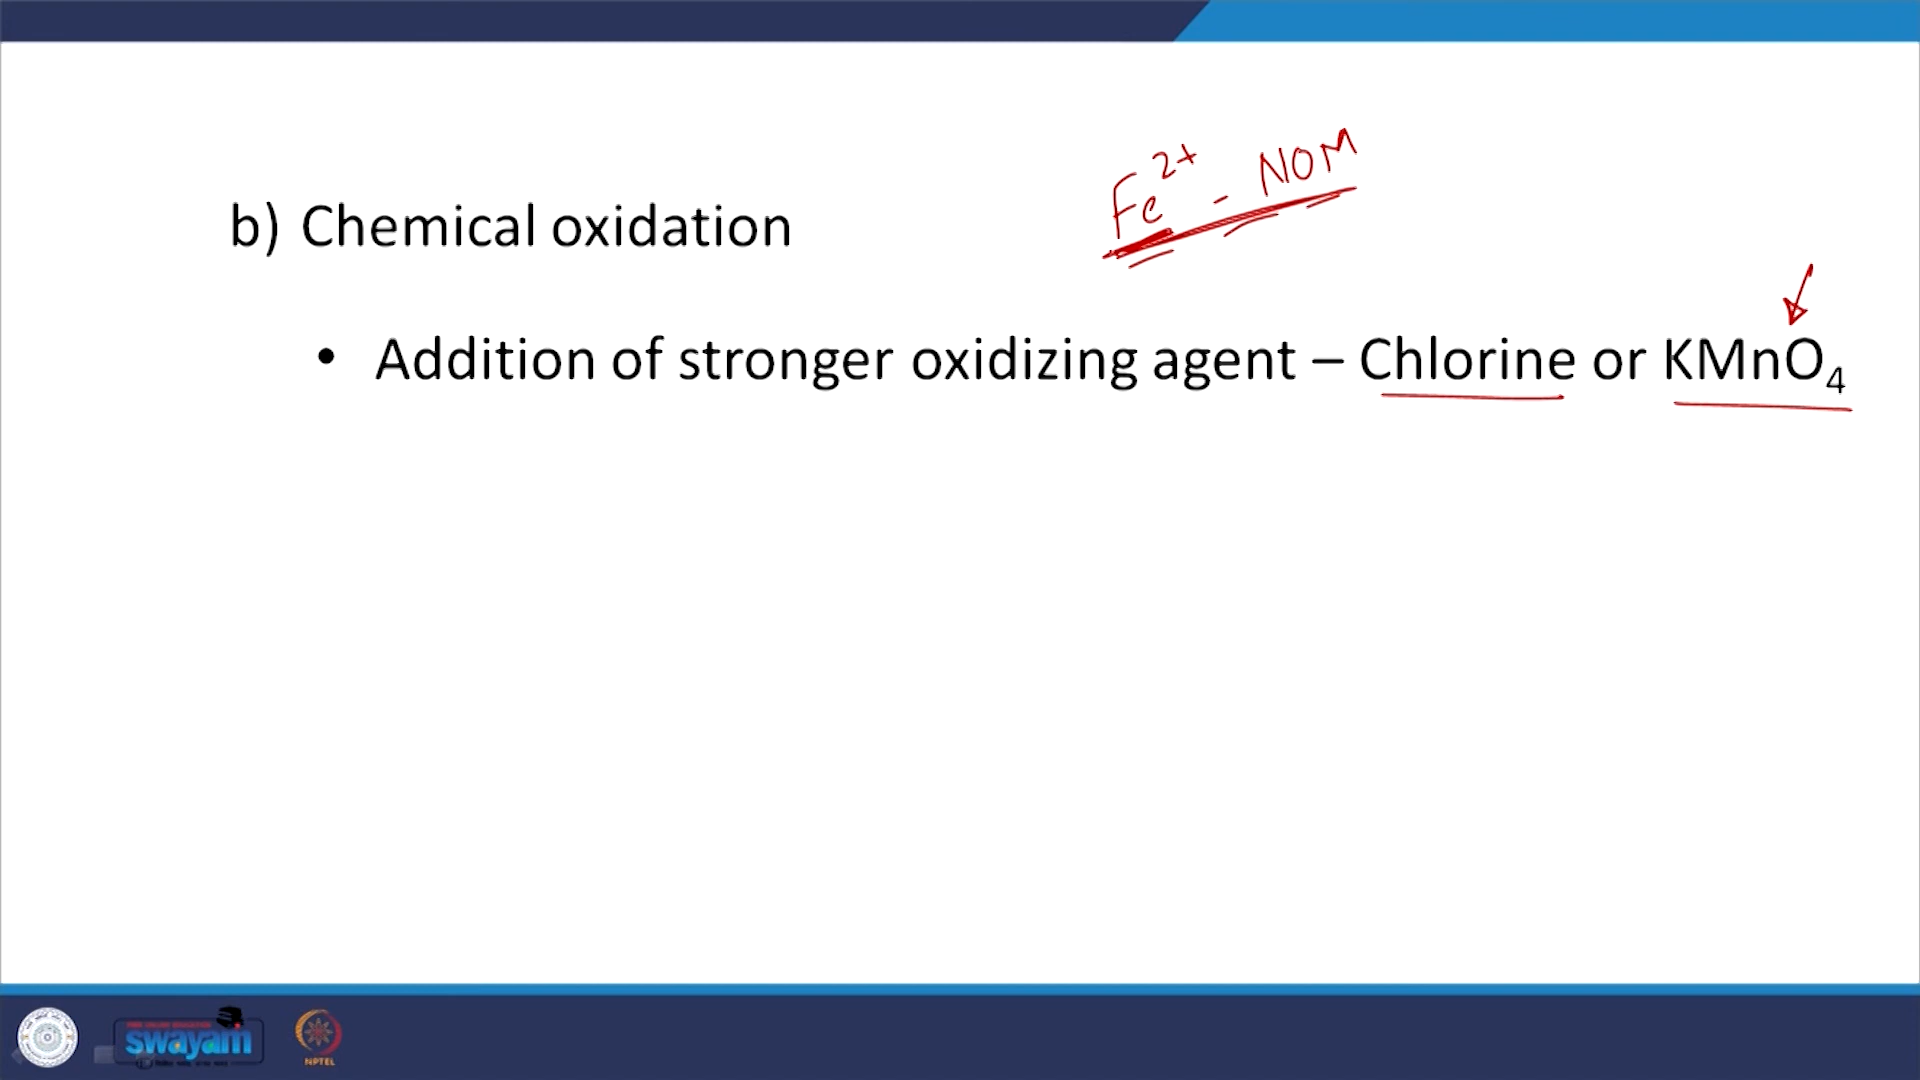 Fe²⁺ - NOM
b) Chemical oxidation
• Addition of stronger oxidizing agent – Chlorine or KMnO₄
swayam
NPTEL